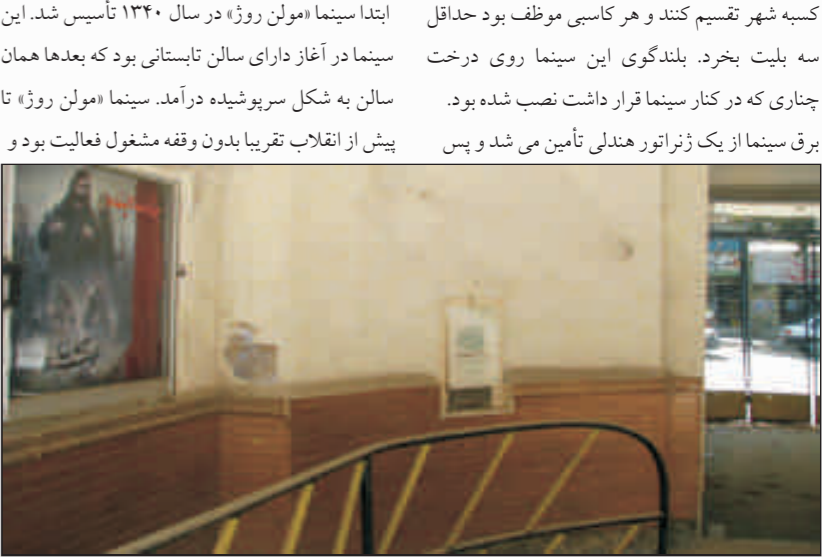 کسبه شهر تقسیم کنند و هر کاسبی موظف بود حداقل
سه بلیت بخرد. بلندگوی این سینما روی درخت
چناری که در کنار سینما قرار داشت نصب شده بود.
برق سینما از یک ژنراتور هندلی تأمین می شد و پس
ابتدا سینما «مولن روژ» در سال ۱۳۴۰ تأسیس شد. این
سینما در آغاز دارای سالن تابستانی بود که بعدها همان
سالن به شکل سرپوشیده درآمد. سینما «مولن روژ» تا
پیش از انقلاب تقریبا بدون وقفه مشغول فعالیت بود و